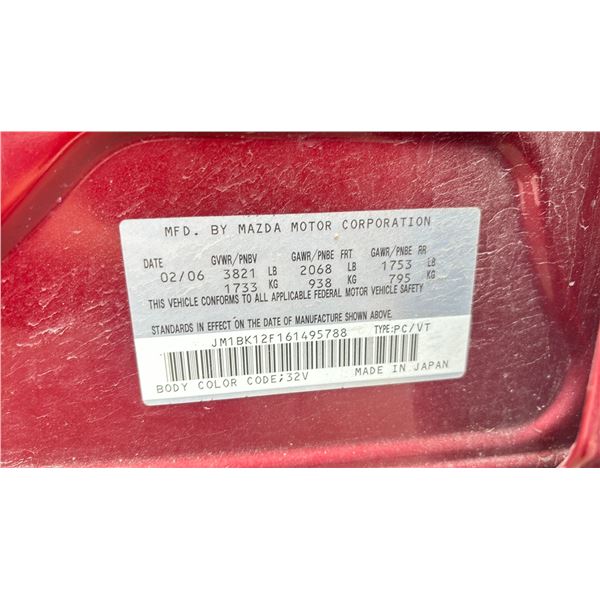 MFD. BY MAZDA MOTOR CORPORATION
DATE GVWR/PNBV GAWR/PNBE FRT GAWR/PNBE RR
02/06 3821 LB 2068 LB 1753 LB
1733 KG 938 KG 795 KG
THIS VEHICLE CONFORMS TO ALL APPLICABLE FEDERAL MOTOR VEHICLE SAFETY
STANDARDS IN EFFECT ON THE DATE OF MANUFACTURE SHOWN ABOVE.
JM1BK12F161495788 TYPE:PC/VT
BODY COLOR CODE;32V MADE IN JAPAN